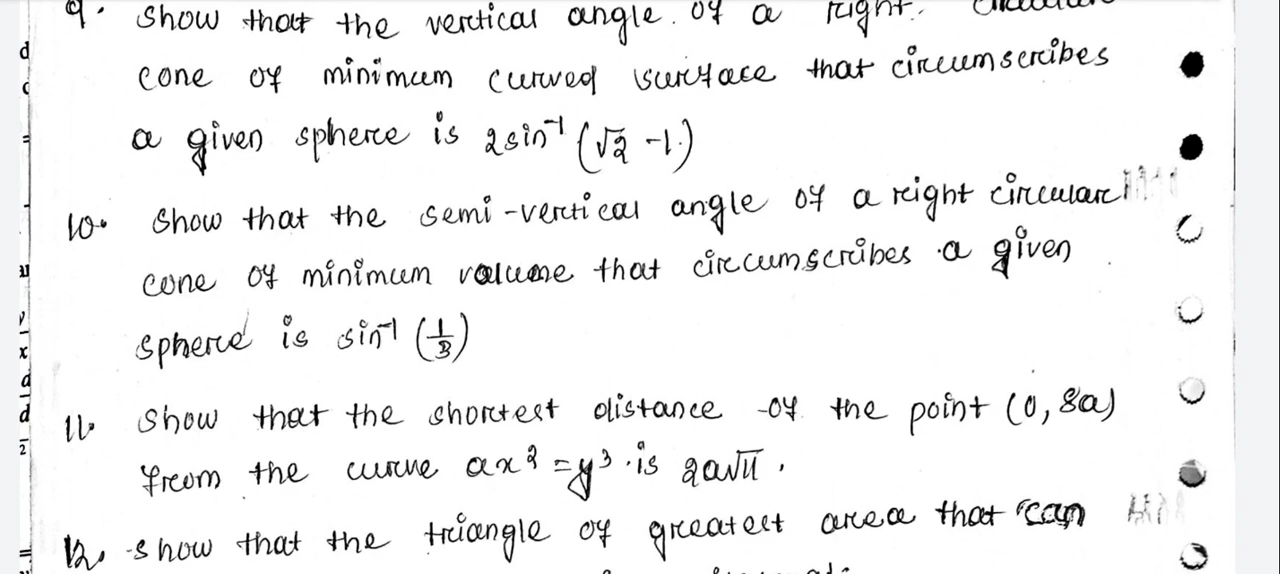 9. Show that the vertical angle of a right
cone of minimum curved surface that circumscribes
a given sphere is 2sin⁻¹ (√2 -1)
10. Show that the semi-vertical angle of a right circular
cone of minimum volume that circumscribes a given
sphere is sin⁻¹ (1/3)
11. Show that the shortest distance of the point (0, 8a)
from the curve ax² = y³ is 2a√11 .
12. Show that the triangle of greatest area that can